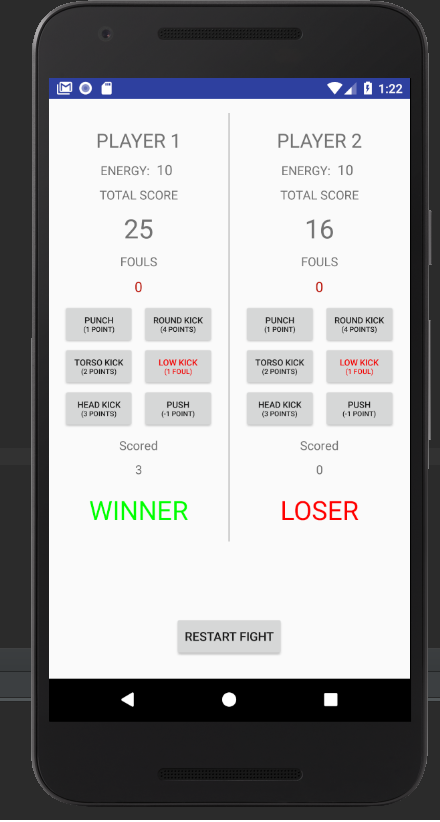 1:22
PLAYER 1
ENERGY: 10
TOTAL SCORE
25
FOULS
0
PUNCH
(1 POINT)
ROUND KICK
(4 POINTS)
TORSO KICK
(2 POINTS)
LOW KICK
(1 FOUL)
HEAD KICK
(3 POINTS)
PUSH
(-1 POINT)
Scored
3
WINNER
PLAYER 2
ENERGY: 10
TOTAL SCORE
16
FOULS
0
PUNCH
(1 POINT)
ROUND KICK
(4 POINTS)
TORSO KICK
(2 POINTS)
LOW KICK
(1 FOUL)
HEAD KICK
(3 POINTS)
PUSH
(-1 POINT)
Scored
0
LOSER
RESTART FIGHT